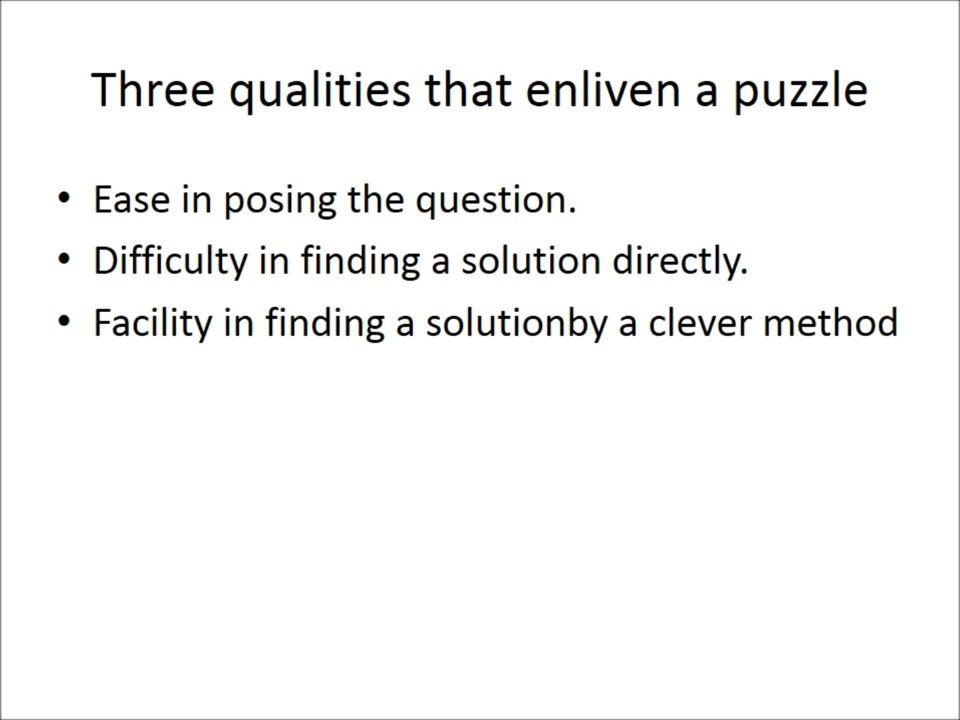 Three qualities that enliven a puzzle
• Ease in posing the question.
• Difficulty in finding a solution directly.
• Facility in finding a solutionby a clever method